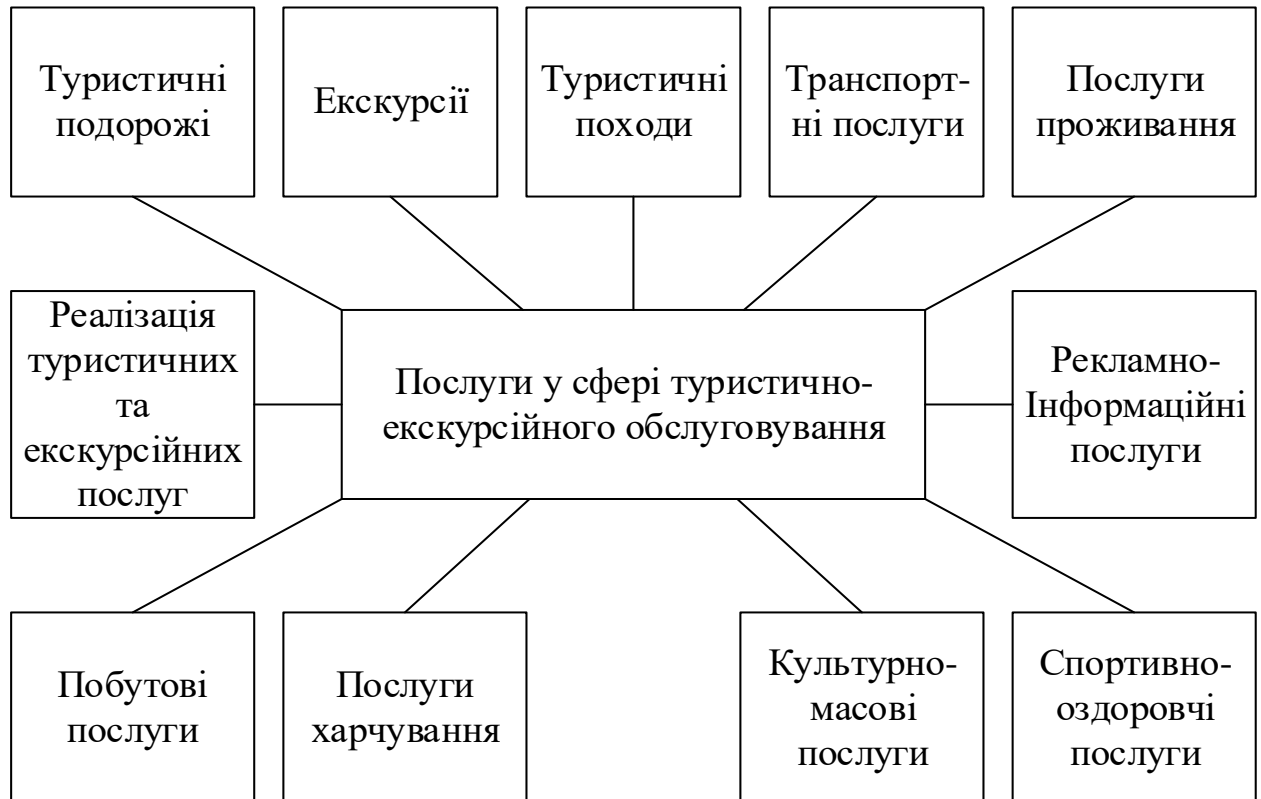 Туристичні
подорожі
Екскурсії
Туристичні
походи
Транспорт-
ні послуги
Послуги
проживання
Реалізація
туристичних
та
екскурсійних
послуг
Послуги у сфері туристично-
екскурсійного обслуговування
Рекламно-
Інформаційні
послуги
Побутові
послуги
Послуги
харчування
Культурно-
масові
послуги
Спортивно-
оздоровчі
послуги